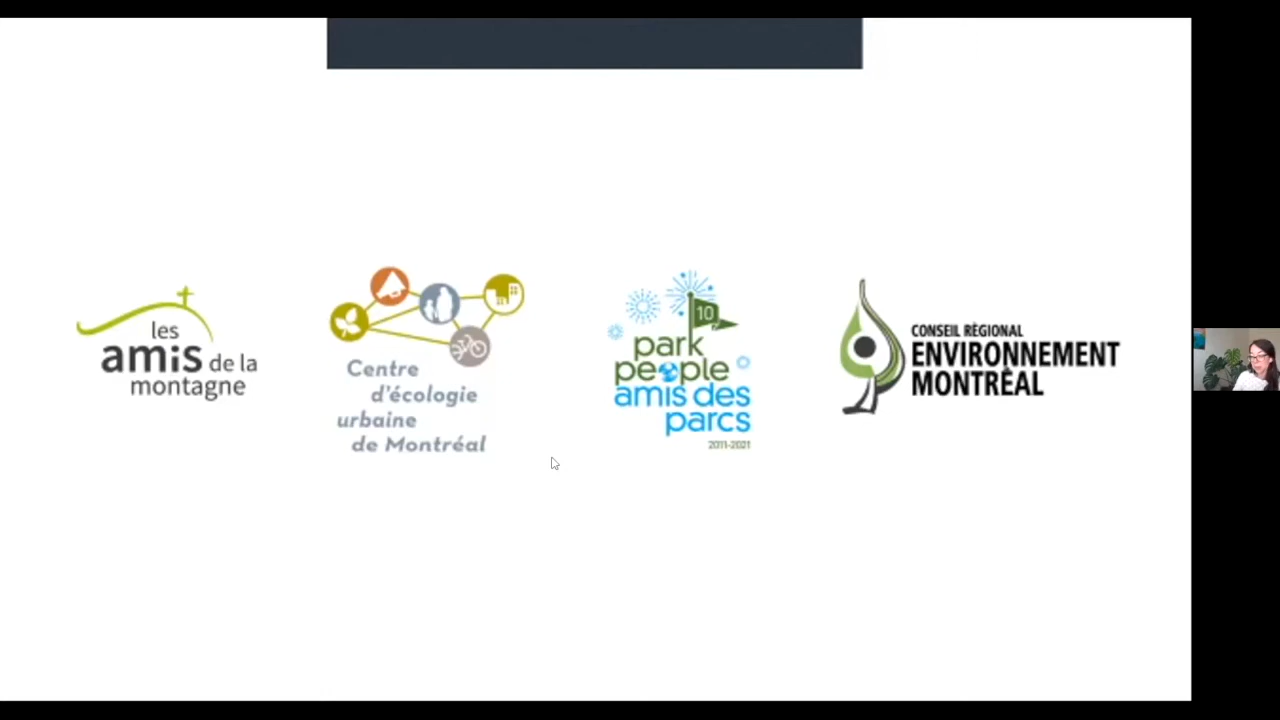 les
amis de la
montagne
Centre
d'écologie
urbaine
de Montréal
10
park
people
amis des
parcs
2011-2021
CONSEIL RÉGIONAL
ENVIRONNEMENT
MONTRÉAL